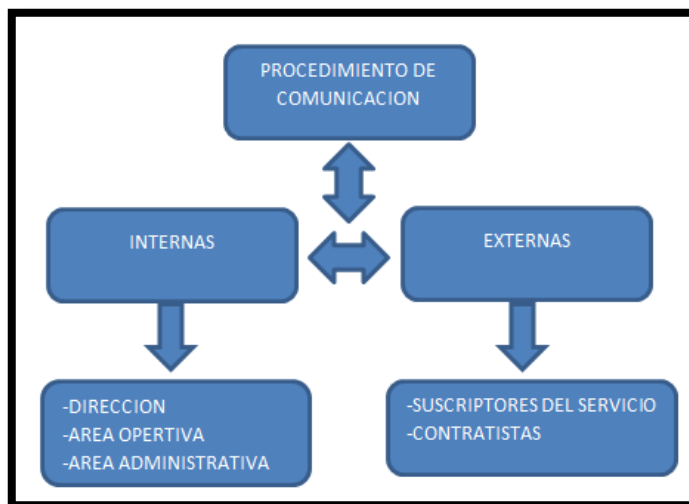 PROCEDIMIENTO DE
COMUNICACION
INTERNAS
EXTERNAS
-DIRECCION
-AREA OPERTIVA
-AREA ADMINISTRATIVA
-SUSCRIPTORES DEL SERVICIO
-CONTRATISTAS